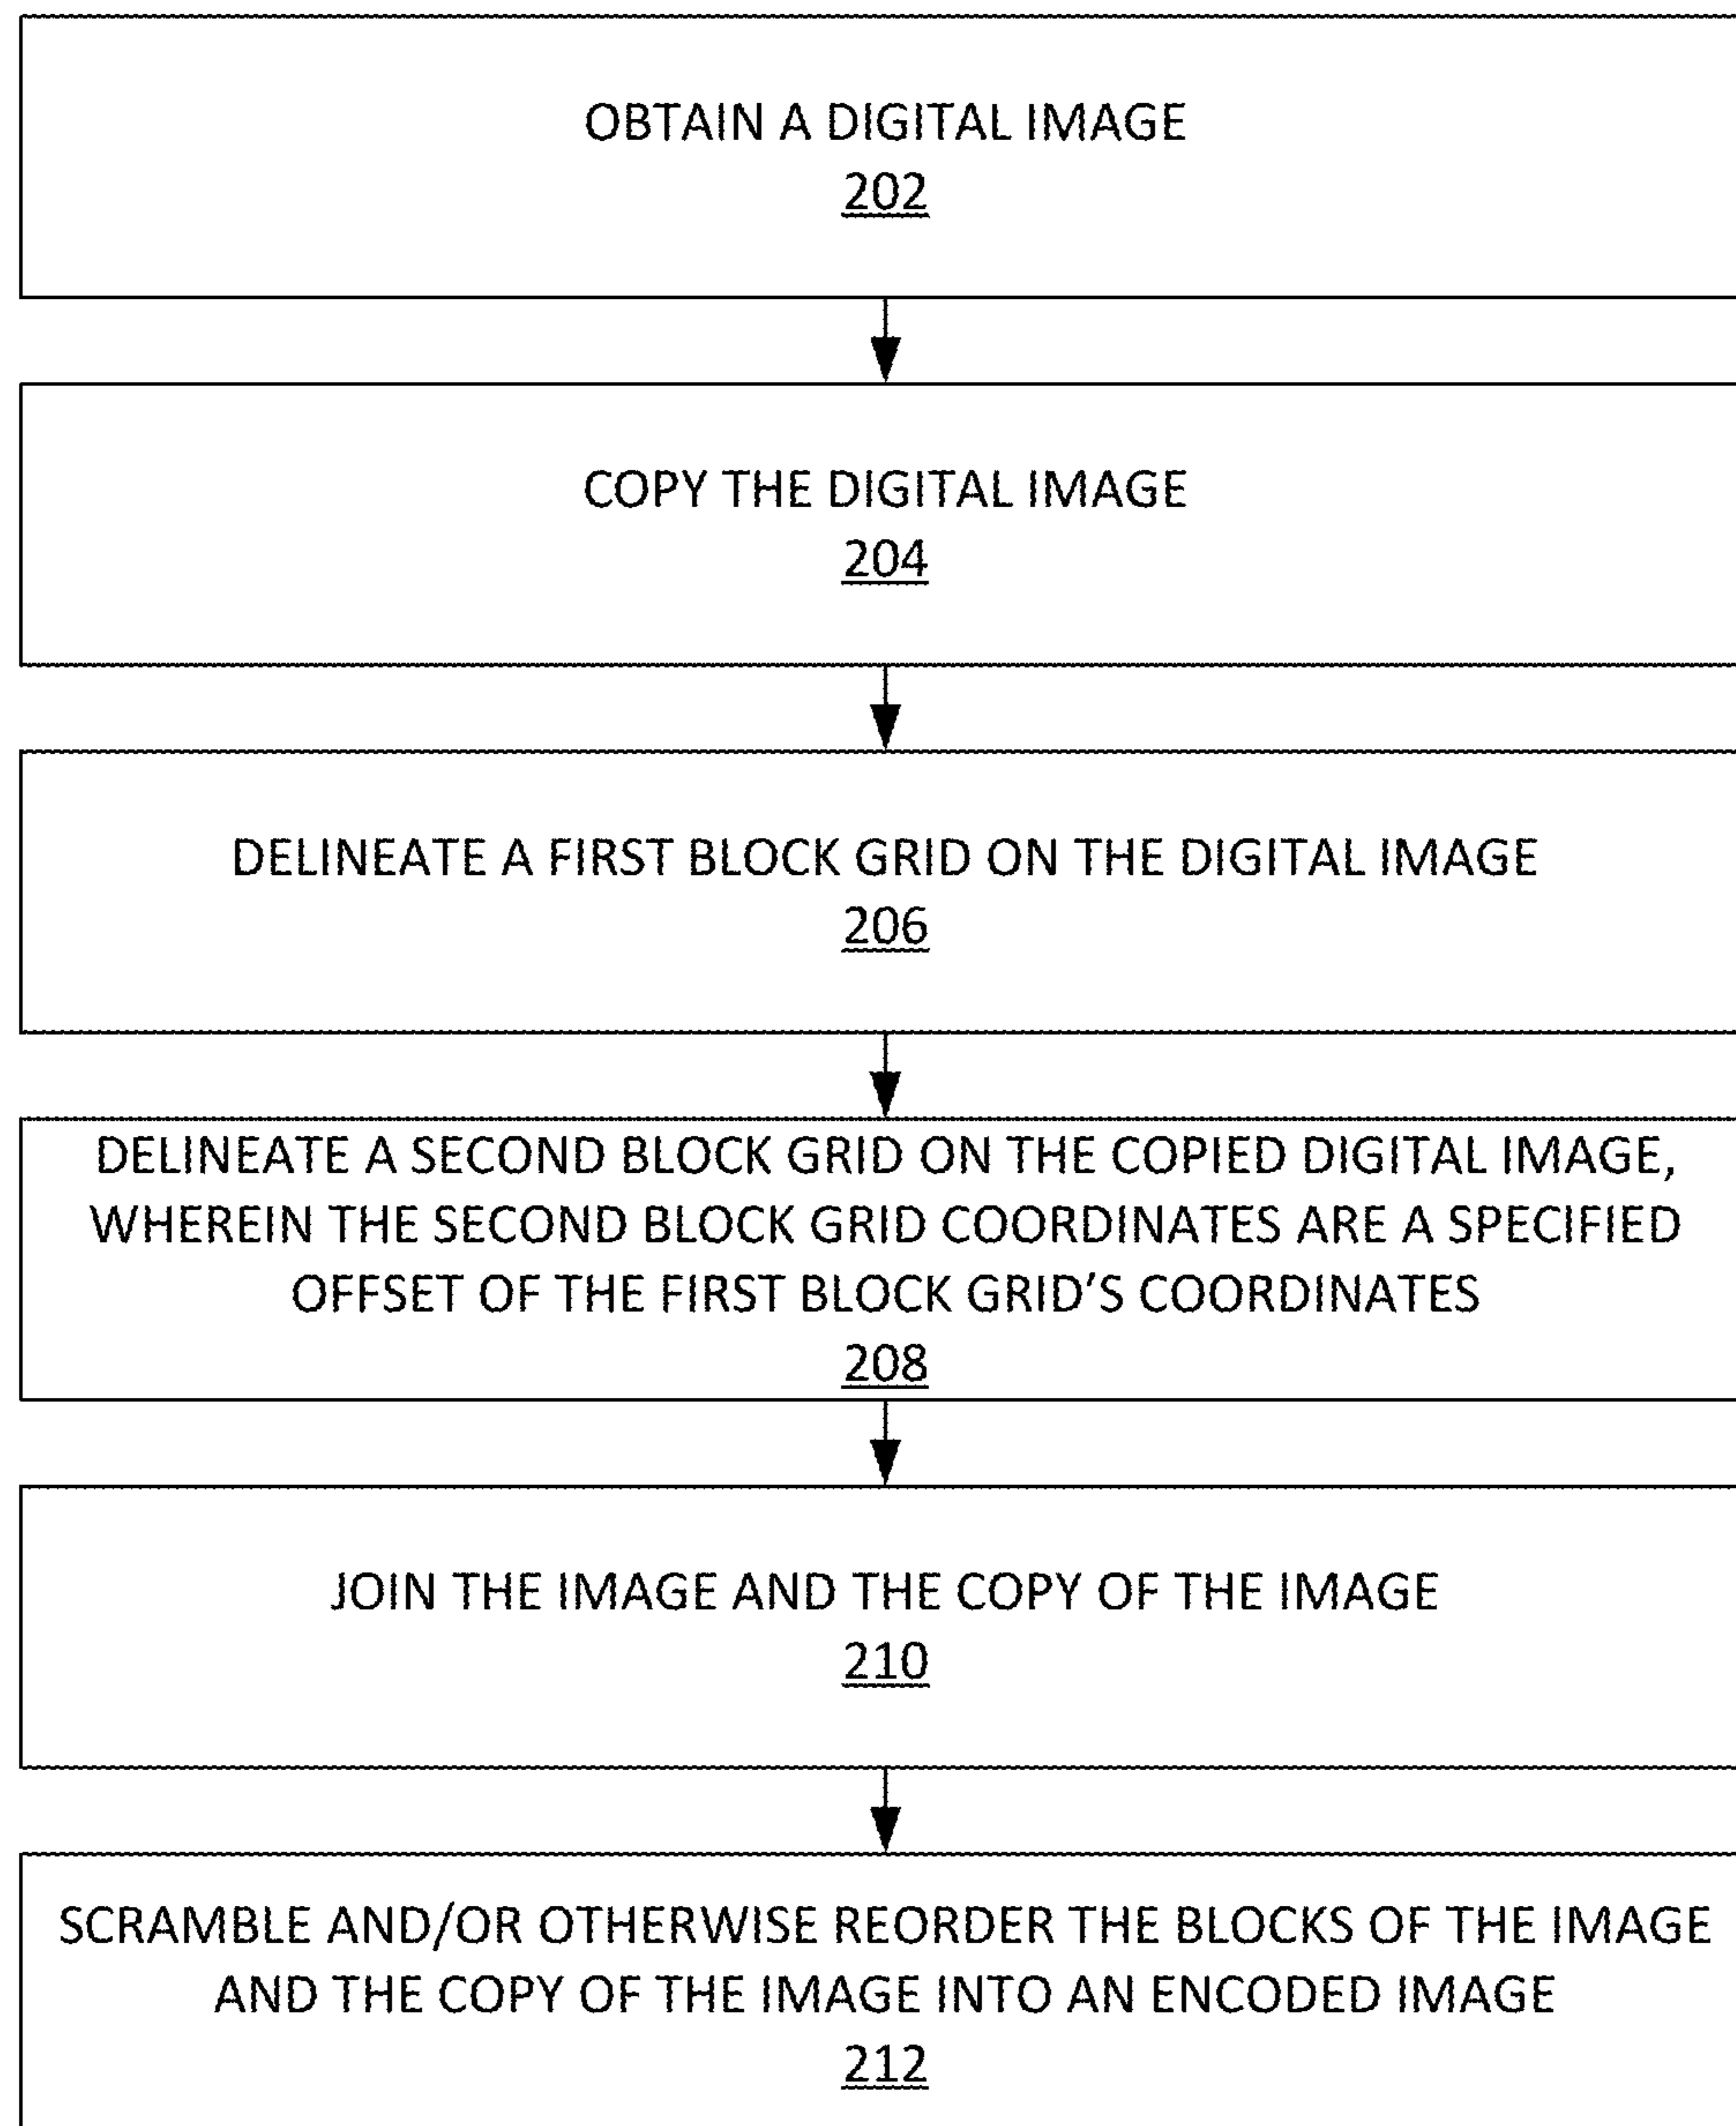 OBTAIN A DIGITAL IMAGE
202
COPY THE DIGITAL IMAGE
204
DELINEATE A FIRST BLOCK GRID ON THE DIGITAL IMAGE
206
DELINEATE A SECOND BLOCK GRID ON THE COPIED DIGITAL IMAGE,
WHEREIN THE SECOND BLOCK GRID COORDINATES ARE A SPECIFIED
OFFSET OF THE FIRST BLOCK GRID'S COORDINATES
208
JOIN THE IMAGE AND THE COPY OF THE IMAGE
210
SCRAMBLE AND/OR OTHERWISE REORDER THE BLOCKS OF THE IMAGE
AND THE COPY OF THE IMAGE INTO AN ENCODED IMAGE
212